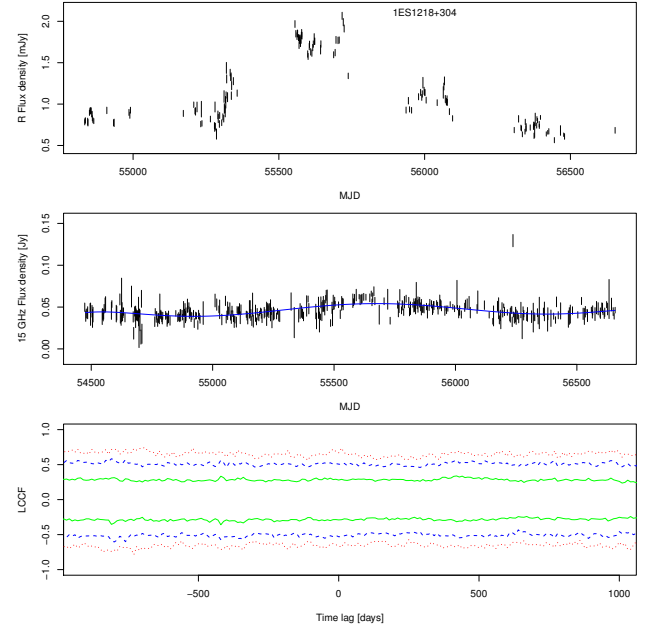 1ES1218+304
R Flux density [mJy]
2.0
1.5
1.0
0.5
55000 55500 56000 56500
MJD
15 GHz Flux density [Jy]
0.15
0.10
0.05
0.00
54500 55000 55500 56000 56500
MJD
LCCF
1.0
0.5
0.0
−0.5
−1.0
−500 0 500 1000
Time lag [days]